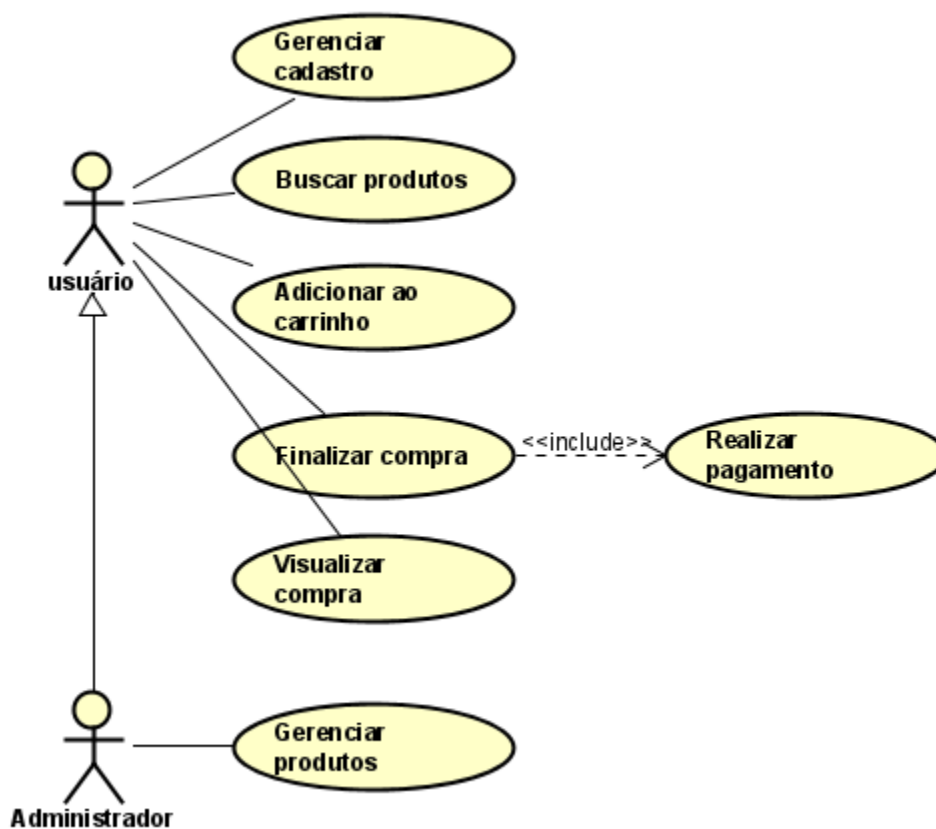 Gerenciar
cadastro
Buscar produtos
usuário
Adicionar ao
carrinho
Finalizar compra
<<include>>
Realizar
pagamento
Visualizar
compra
Gerenciar
produtos
Administrador